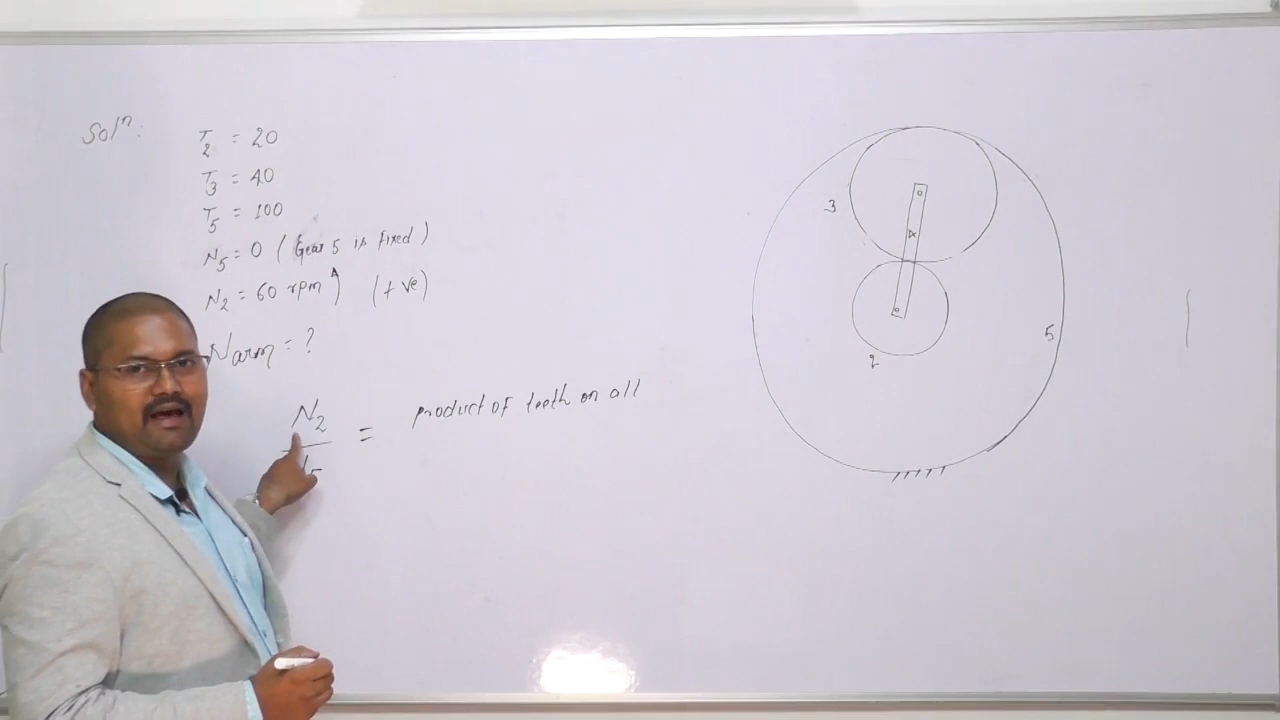 Solⁿ:
T₂ = 20
T₃ = 40
T₅ = 100
N₅ = 0 (Gear 5 is fixed)
N₂ = 60 rpm (+ve)
Narm = ?
N₂
= product of teeth on all
3
5
2